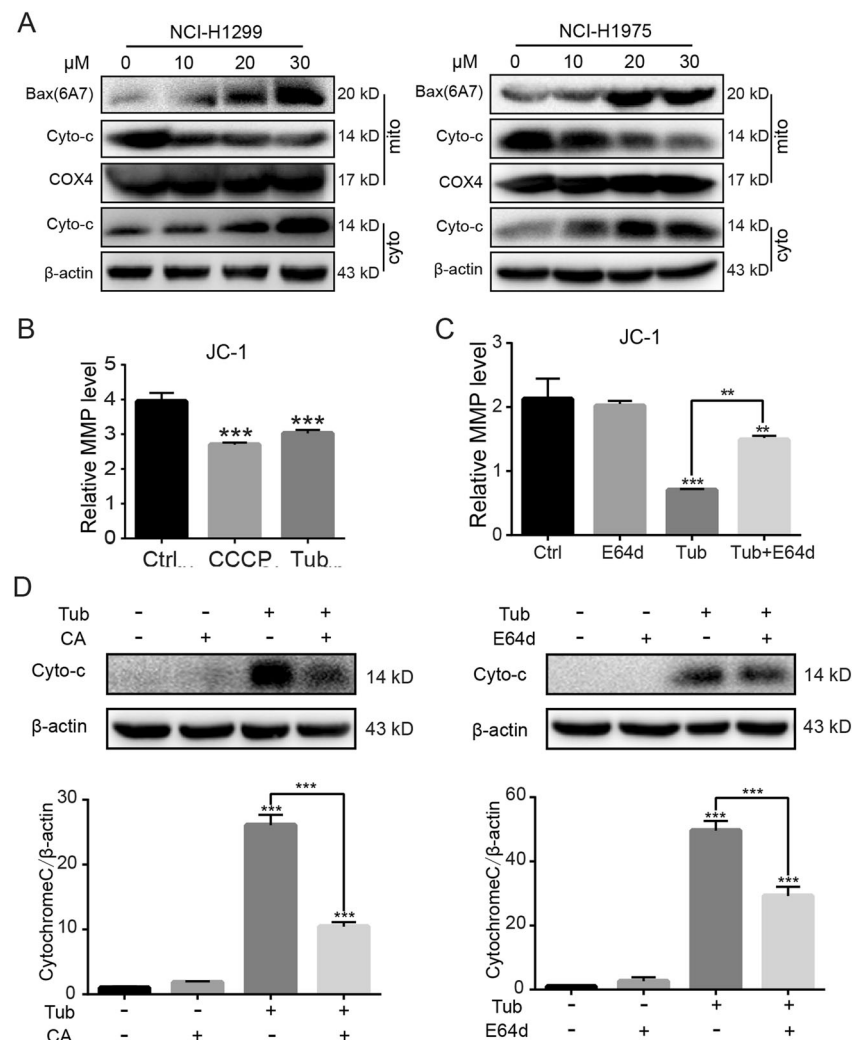 A
NCI-H1299
µM 0 10 20 30
Bax(6A7) 20 kD
Cyto-c 14 kD
COX4 17 kD
mito
Cyto-c 14 kD
β-actin 43 kD
cyto
NCI-H1975
µM 0 10 20 30
Bax(6A7) 20 kD
Cyto-c 14 kD
COX4 17 kD
mito
Cyto-c 14 kD
β-actin 43 kD
cyto
B
JC-1
Relative MMP level
5
4
3
2
1
0
*** ***
Ctrl CCCP Tub
C
JC-1
Relative MMP level
3
2
1
0
**
*** **
Ctrl E64d Tub Tub+E64d
D
Tub - - + +
CA - + - +
Cyto-c 14 kD
β-actin 43 kD
CytochromeC/β-actin
30
20
10
0
***
*** ***
Tub - - + +
CA - + - +
Tub - - + +
E64d - + - +
Cyto-c 14 kD
β-actin 43 kD
CytochromeC/β-actin
60
40
20
0
***
*** ***
Tub - - + +
E64d - + - +